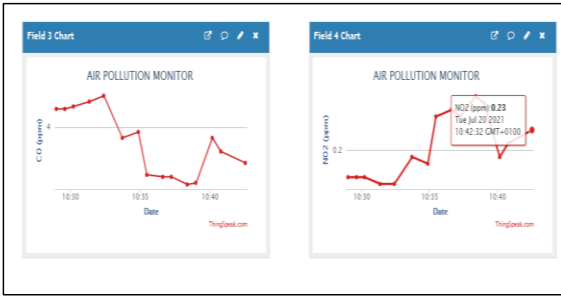 Field 3 Chart
AIR POLLUTION MONITOR
CO (ppm)
4
10:30 10:35 10:40
Date
ThingSpeak.com
Field 4 Chart
AIR POLLUTION MONITOR
NO2 (ppm): 0.23
Tue Jul 20 2021
10:42:32 GMT+0100
NO2 (ppm)
0.2
10:30 10:35 10:40
Date
ThingSpeak.com